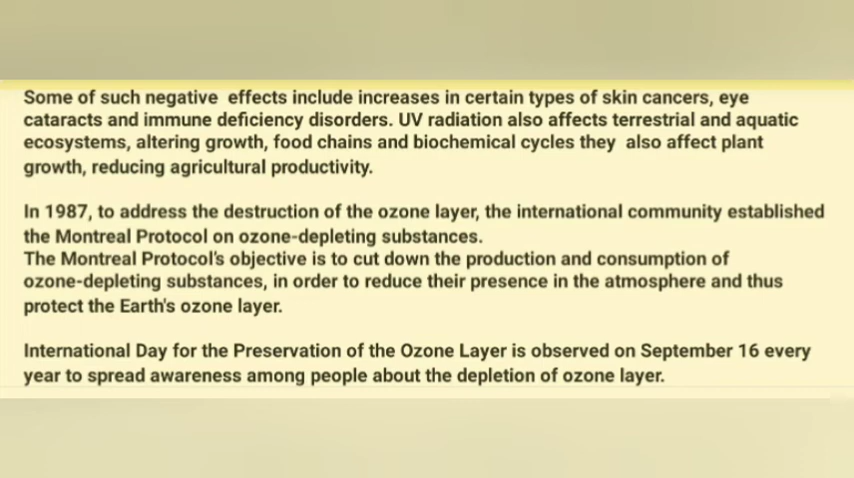 Some of such negative effects include increases in certain types of skin cancers, eye
cataracts and immune deficiency disorders. UV radiation also affects terrestrial and aquatic
ecosystems, altering growth, food chains and biochemical cycles they also affect plant
growth, reducing agricultural productivity.
In 1987, to address the destruction of the ozone layer, the international community established
the Montreal Protocol on ozone-depleting substances.
The Montreal Protocol's objective is to cut down the production and consumption of
ozone-depleting substances, in order to reduce their presence in the atmosphere and thus
protect the Earth's ozone layer.
International Day for the Preservation of the Ozone Layer is observed on September 16 every
year to spread awareness among people about the depletion of ozone layer.